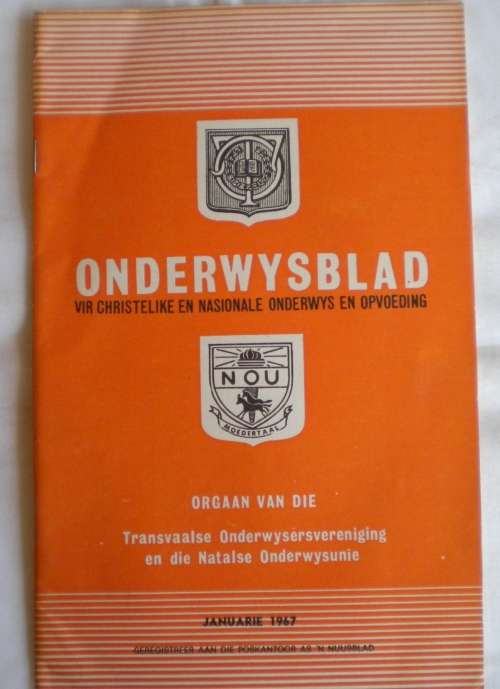 ONDERWYSBLAD
VIR CHRISTELIKE EN NASIONALE ONDERWYS EN OPVOEDING
NOU
MOEDERTAAL
ORGAAN VAN DIE
Transvaalse Onderwysersvereniging
en die Natalse Onderwysunie
JANUARIE 1967
GEREGISTREER AAN DIE POSKANTOOR AS 'N NUUSBLAD